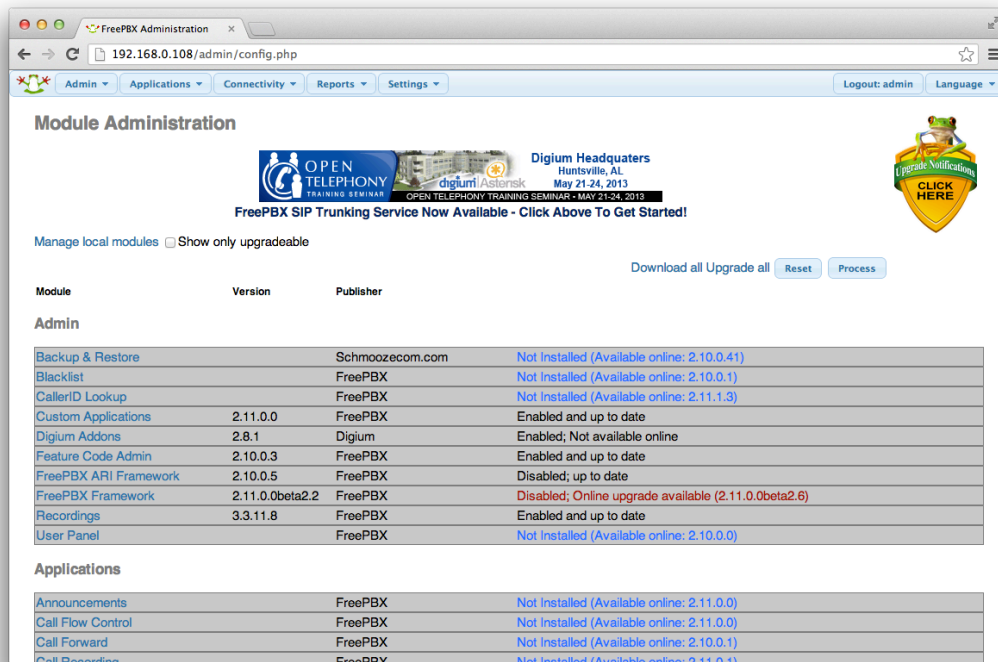 FreePBX Administration
192.168.0.108/admin/config.php
Admin Applications Connectivity Reports Settings Logout: admin Language
Module Administration
OPEN TELEPHONY TRAINING SEMINAR
digium Asterisk
OPEN TELEPHONY TRAINING SEMINAR • MAY 21-24, 2013
Digium Headquaters
Huntsville, AL
May 21-24, 2013
Upgrade Notifications
CLICK
HERE
FreePBX SIP Trunking Service Now Available - Click Above To Get Started!
Manage local modules Show only upgradeable
Download all Upgrade all Reset Process
Module Version Publisher
Admin
Backup & Restore Schmoozecom.com Not Installed (Available online: 2.10.0.41)
Blacklist FreePBX Not Installed (Available online: 2.10.0.1)
CallerID Lookup FreePBX Not Installed (Available online: 2.11.1.3)
Custom Applications 2.11.0.0 FreePBX Enabled and up to date
Digium Addons 2.8.1 Digium Enabled; Not available online
Feature Code Admin 2.10.0.3 FreePBX Enabled and up to date
FreePBX ARI Framework 2.10.0.5 FreePBX Disabled; up to date
FreePBX Framework 2.11.0.0beta2.2 FreePBX Disabled; Online upgrade available (2.11.0.0beta2.6)
Recordings 3.3.11.8 FreePBX Enabled and up to date
User Panel FreePBX Not Installed (Available online: 2.10.0.0)
Applications
Announcements FreePBX Not Installed (Available online: 2.11.0.0)
Call Flow Control FreePBX Not Installed (Available online: 2.11.0.0)
Call Forward FreePBX Not Installed (Available online: 2.10.0.1)
Call Recording FreePBX Not Installed (Available online: 2.11.0.1)